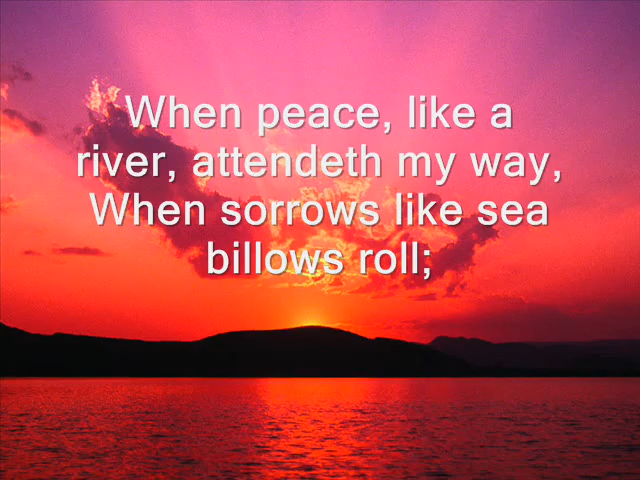 When peace, like a
river, attendeth my way,
When sorrows like sea
billows roll;